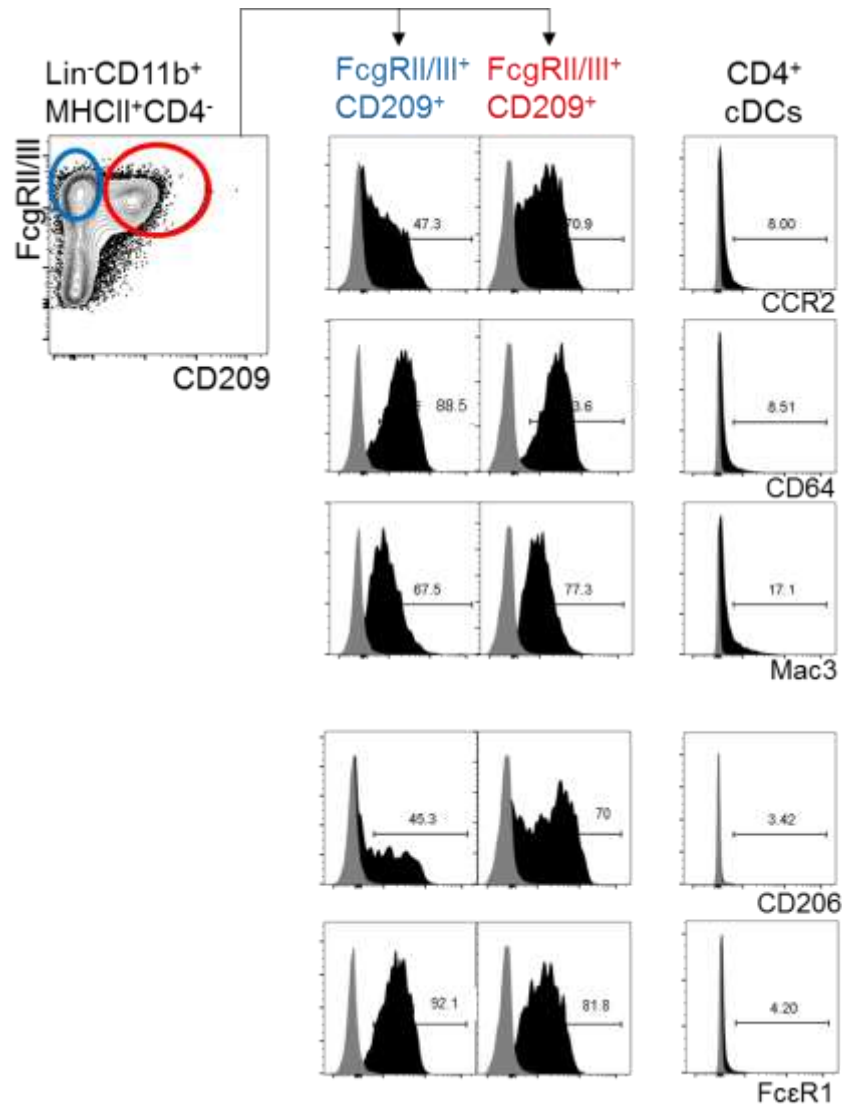 Lin-CD11b+
MHCII+CD4-
FcgRII/III+
CD209+
FcgRII/III+
CD209+
CD4+
cDCs
FcgRII/III
CD209
47.3
70.9
8.00
CCR2
88.5
3.6
8.51
CD64
67.5
77.3
17.1
Mac3
45.3
70
3.42
CD206
92.1
81.8
4.20
FcεR1